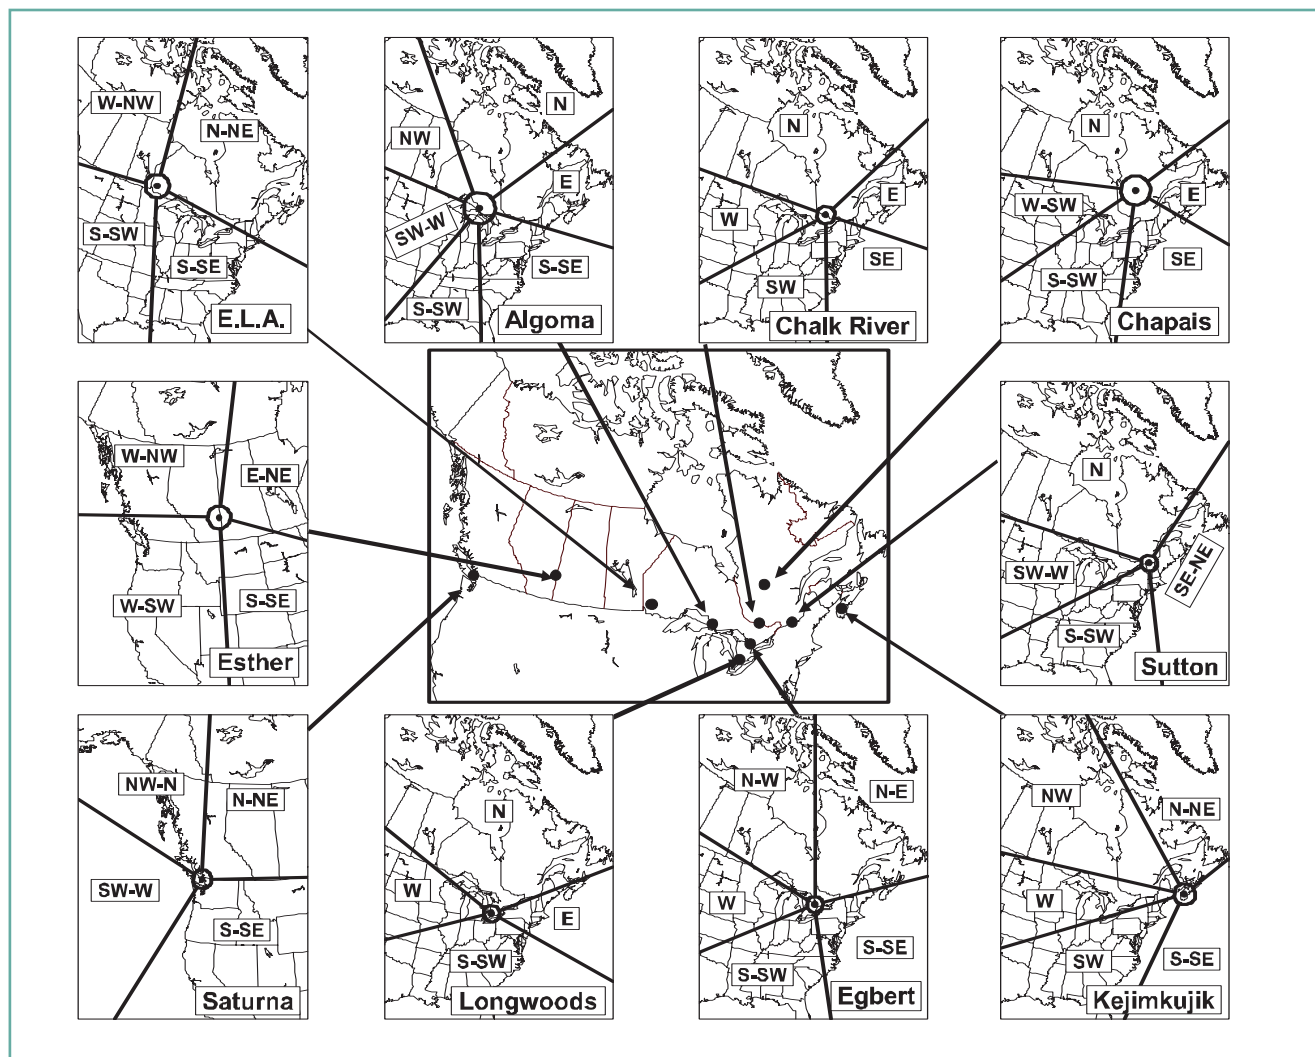 W-NW
N-NE
S-SW
S-SE
E.L.A.
N
NW
E
SW-W
S-SE
S-SW
Algoma
N
W
E
SE
SW
Chalk River
N
W-SW
E
SE
S-SW
Chapais
W-NW
E-NE
W-SW
S-SE
Esther
N
SW-W
SE-NE
S-SW
Sutton
NW-N
N-NE
SW-W
S-SE
Saturna
N
W
E
S-SW
Longwoods
N-W
N-E
W
S-SE
S-SW
Egbert
NW
N-NE
W
SW
S-SE
Kejimkujik